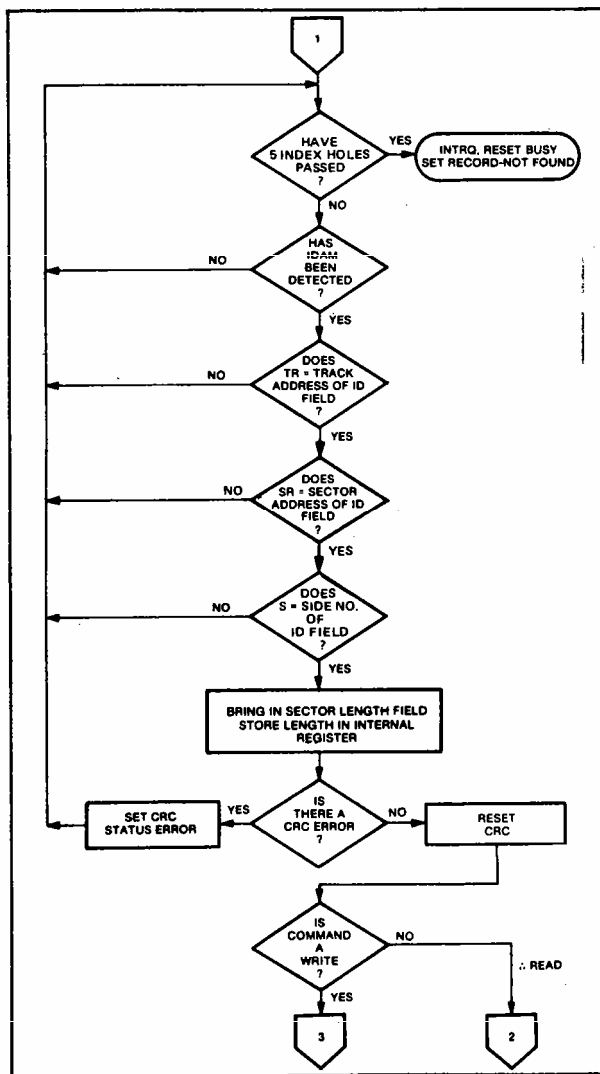 1
HAVE
5 INDEX HOLES
PASSED
?
YES
INTRQ, RESET BUSY
SET RECORD-NOT FOUND
NO
HAS
IDAM
BEEN
DETECTED
?
NO
YES
DOES
TR = TRACK
ADDRESS OF ID
FIELD
?
NO
YES
DOES
SR = SECTOR
ADDRESS OF ID
FIELD
?
NO
YES
DOES
S = SIDE NO.
OF
ID FIELD
?
NO
YES
BRING IN SECTOR LENGTH FIELD
STORE LENGTH IN INTERNAL
REGISTER
IS
THERE A
CRC ERROR
?
YES
SET CRC
STATUS ERROR
NO
RESET
CRC
IS
COMMAND
A
WRITE
?
NO
∴ READ
YES
3
2